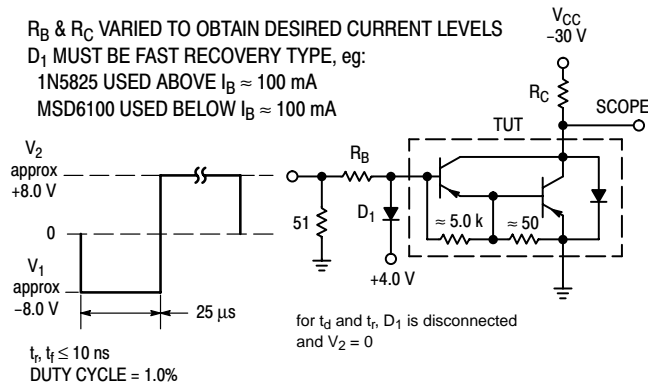 R_B & R_C VARIED TO OBTAIN DESIRED CURRENT LEVELS
D_1 MUST BE FAST RECOVERY TYPE, eg:
1N5825 USED ABOVE I_B ≈ 100 mA
MSD6100 USED BELOW I_B ≈ 100 mA
V_CC
−30 V
R_C
SCOPE
TUT
V_2
approx
+8.0 V
0
V_1
approx
−8.0 V
25 µs
R_B
51
D_1
+4.0 V
≈ 5.0 k
≈ 50
for t_d and t_r, D_1 is disconnected
and V_2 = 0
t_r, t_f ≤ 10 ns
DUTY CYCLE = 1.0%